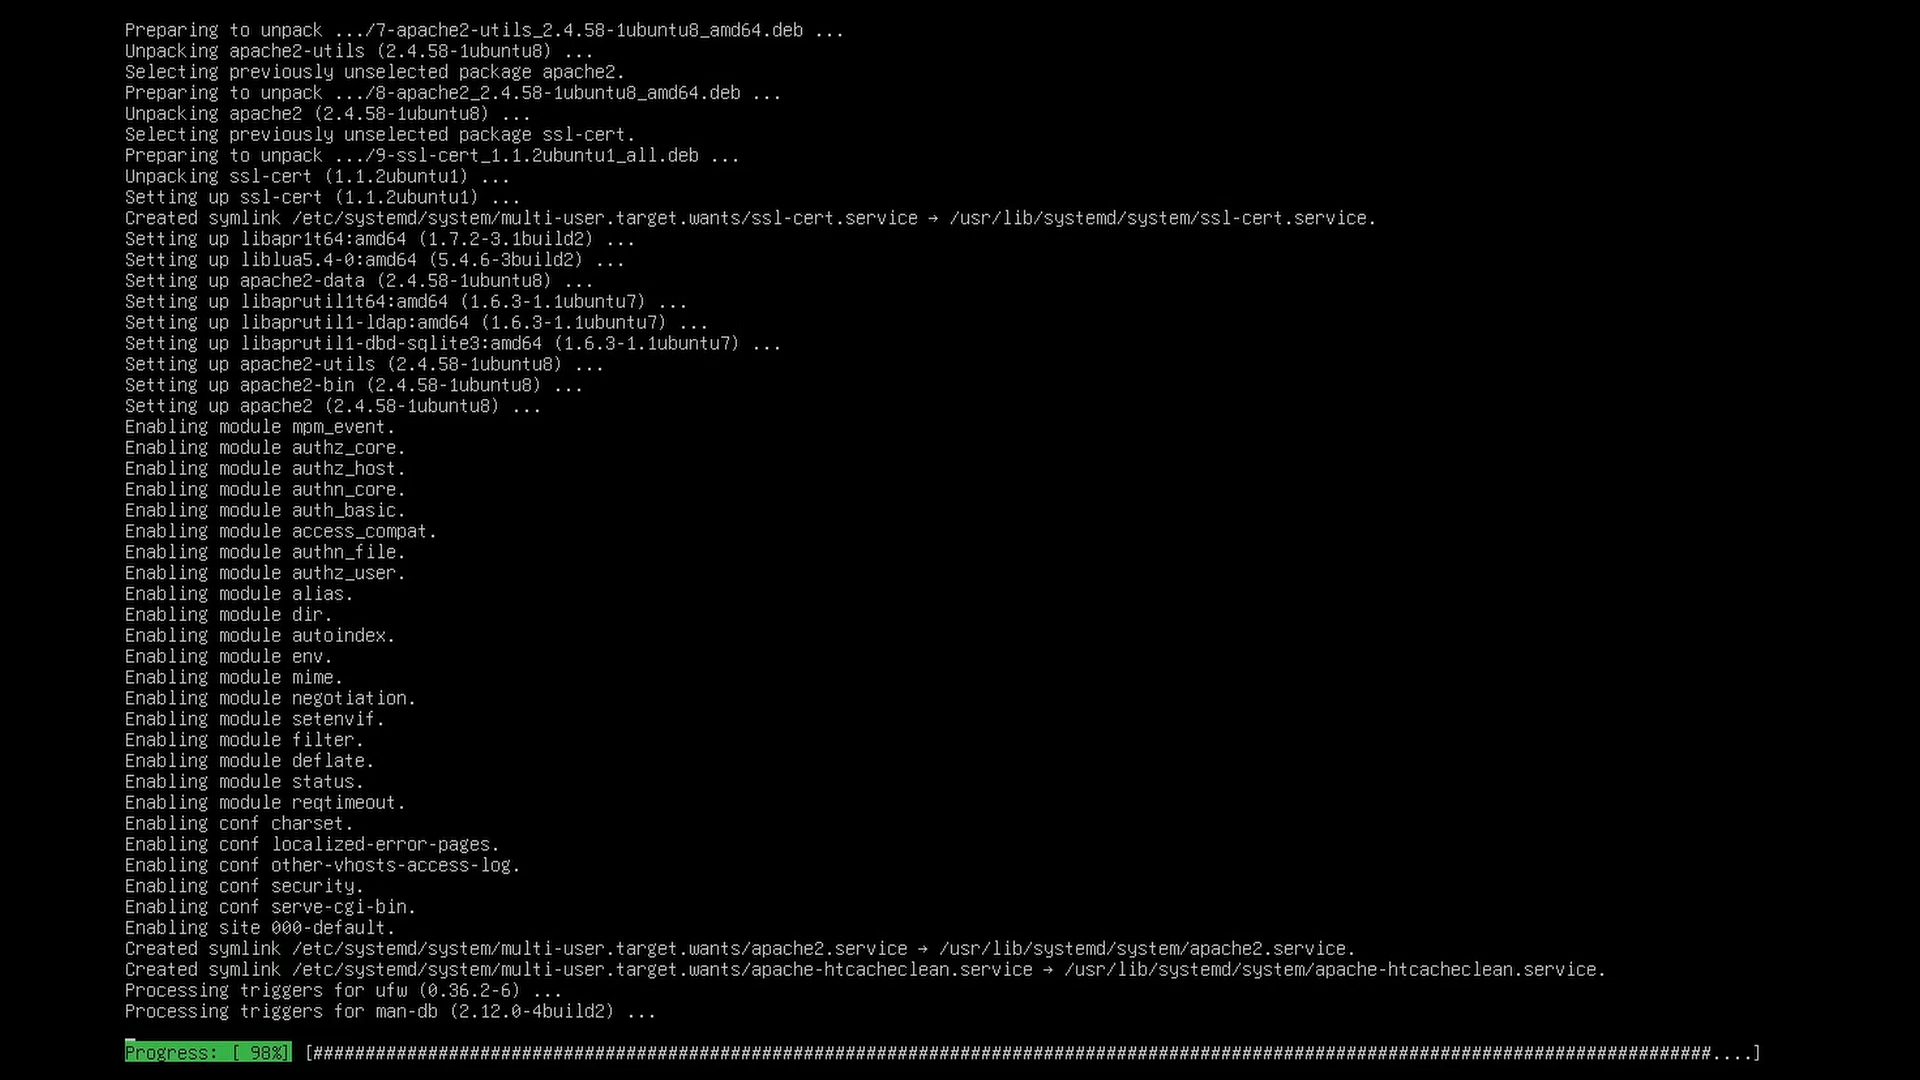 Preparing to unpack .../7-apache2-utils_2.4.58-1ubuntu8_amd64.deb ...
Unpacking apache2-utils (2.4.58-1ubuntu8) ...
Selecting previously unselected package apache2.
Preparing to unpack .../8-apache2_2.4.58-1ubuntu8_amd64.deb ...
Unpacking apache2 (2.4.58-1ubuntu8) ...
Selecting previously unselected package ssl-cert.
Preparing to unpack .../9-ssl-cert_1.1.2ubuntu1_all.deb ...
Unpacking ssl-cert (1.1.2ubuntu1) ...
Setting up ssl-cert (1.1.2ubuntu1) ...
Created symlink /etc/systemd/system/multi-user.target.wants/ssl-cert.service → /usr/lib/systemd/system/ssl-cert.service.
Setting up libapr1t64:amd64 (1.7.2-3.1build2) ...
Setting up liblua5.4-0:amd64 (5.4.6-3build2) ...
Setting up apache2-data (2.4.58-1ubuntu8) ...
Setting up libaprutil1t64:amd64 (1.6.3-1.1ubuntu7) ...
Setting up libaprutil1-ldap:amd64 (1.6.3-1.1ubuntu7) ...
Setting up libaprutil1-dbd-sqlite3:amd64 (1.6.3-1.1ubuntu7) ...
Setting up apache2-utils (2.4.58-1ubuntu8) ...
Setting up apache2-bin (2.4.58-1ubuntu8) ...
Setting up apache2 (2.4.58-1ubuntu8) ...
Enabling module mpm_event.
Enabling module authz_core.
Enabling module authz_host.
Enabling module authn_core.
Enabling module auth_basic.
Enabling module access_compat.
Enabling module authn_file.
Enabling module authz_user.
Enabling module alias.
Enabling module dir.
Enabling module autoindex.
Enabling module env.
Enabling module mime.
Enabling module negotiation.
Enabling module setenvif.
Enabling module filter.
Enabling module deflate.
Enabling module status.
Enabling module reqtimeout.
Enabling conf charset.
Enabling conf localized-error-pages.
Enabling conf other-vhosts-access-log.
Enabling conf security.
Enabling conf serve-cgi-bin.
Enabling site 000-default.
Created symlink /etc/systemd/system/multi-user.target.wants/apache2.service → /usr/lib/systemd/system/apache2.service.
Created symlink /etc/systemd/system/multi-user.target.wants/apache-htcacheclean.service → /usr/lib/systemd/system/apache-htcacheclean.service.
Processing triggers for ufw (0.36.2-6) ...
Processing triggers for man-db (2.12.0-4build2) ...
Progress: [ 98%] [######################################################################################################################################....]